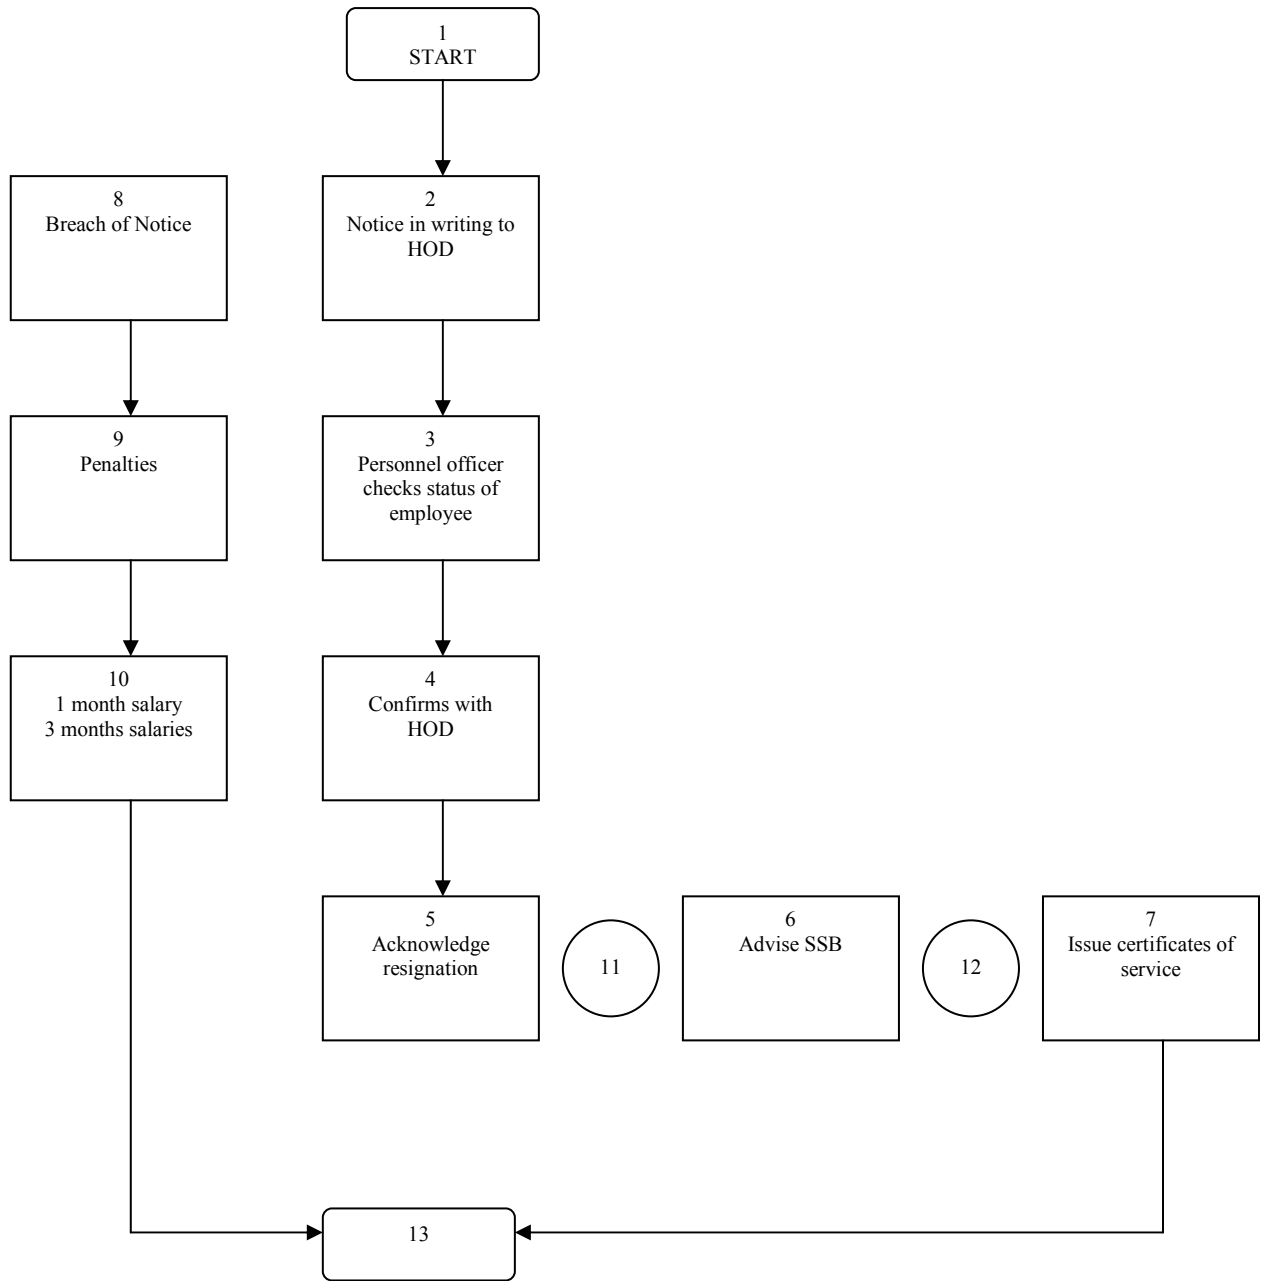 1
START
8
Breach of Notice
2
Notice in writing to
HOD
9
Penalties
3
Personnel officer
checks status of
employee
10
1 month salary
3 months salaries
4
Confirms with
HOD
5
Acknowledge
resignation
11
6
Advise SSB
12
7
Issue certificates of
service
13